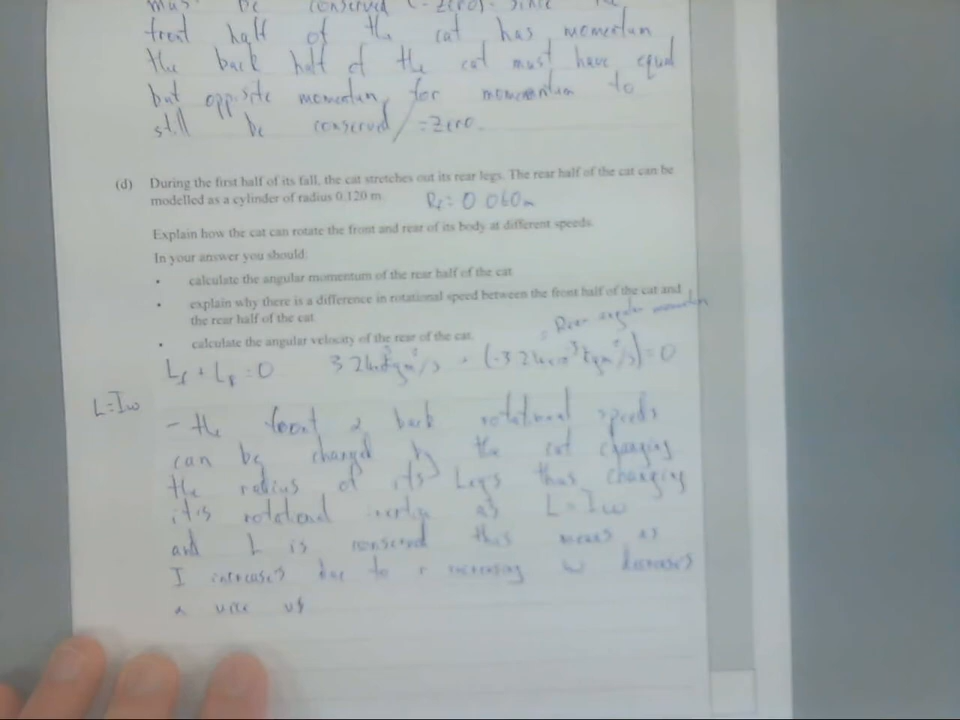 must be conserved (=zero). Since the
front half of the cat has momentum
the back half of the cat must have equal
but opposite momentum, for momentum to
still be conserved / =zero.
(d) During the first half of its fall, the cat stretches out its rear legs. The rear half of the cat can be
modelled as a cylinder of radius 0.120 m.
Rf = 0.060m
Explain how the cat can rotate the front and rear of its body at different speeds.
In your answer you should:
• calculate the angular momentum of the rear half of the cat
• explain why there is a difference in rotational speed between the front half of the cat and
the rear half of the cat
• calculate the angular velocity of the rear of the cat.
Rear angular momentum
Lf + Lr = 0
L=Iω
- the front & back rotational speeds
can be changed by the cat changing
the radius of its legs thus changing
it's rotational inertia as L = Iω
and L is conserved this means as
I increases due to r increasing ω decreases